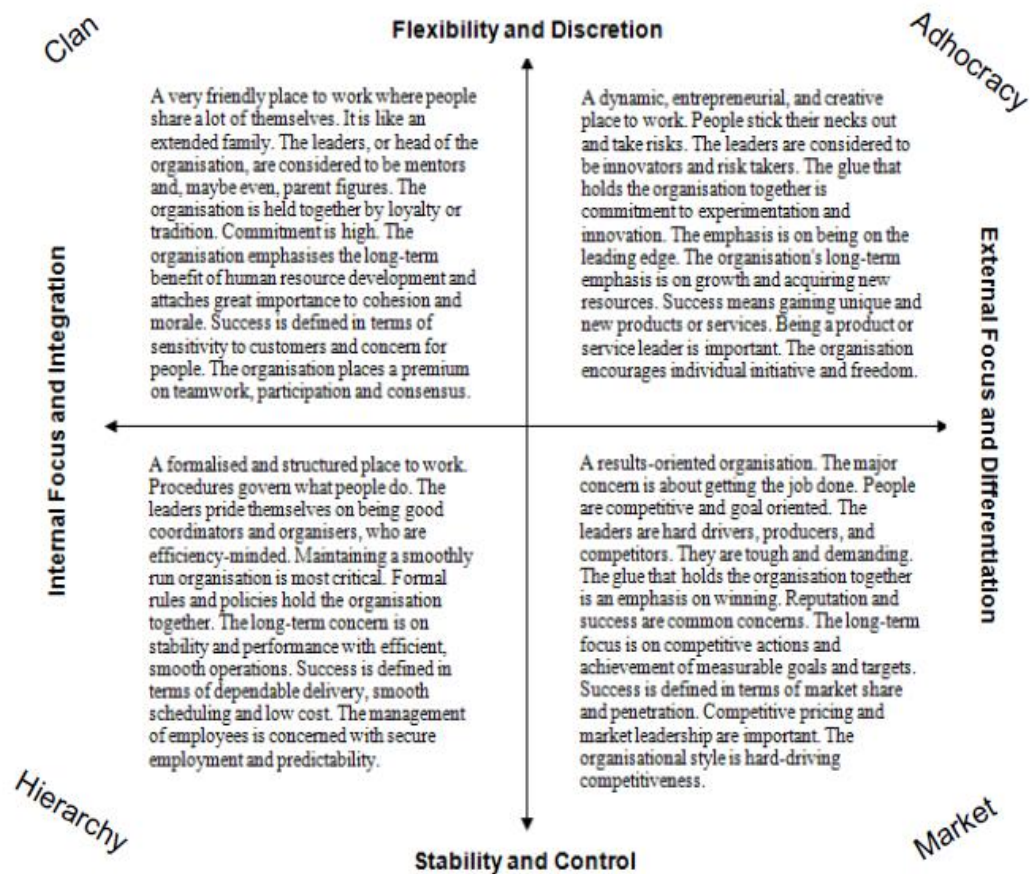 Clan
Flexibility and Discretion
Adhocracy
A very friendly place to work where people
share a lot of themselves. It is like an
extended family. The leaders, or head of the
organisation, are considered to be mentors
and, maybe even, parent figures. The
organisation is held together by loyalty or
tradition. Commitment is high. The
organisation emphasises the long-term
benefit of human resource development and
attaches great importance to cohesion and
morale. Success is defined in terms of
sensitivity to customers and concern for
people. The organisation places a premium
on teamwork, participation and consensus.
A dynamic, entrepreneurial, and creative
place to work. People stick their necks out
and take risks. The leaders are considered to
be innovators and risk takers. The glue that
holds the organisation together is
commitment to experimentation and
innovation. The emphasis is on being on the
leading edge. The organisation's long-term
emphasis is on growth and acquiring new
resources. Success means gaining unique and
new products or services. Being a product or
service leader is important. The organisation
encourages individual initiative and freedom.
Internal Focus and Integration
External Focus and Differentiation
A formalised and structured place to work.
Procedures govern what people do. The
leaders pride themselves on being good
coordinators and organisers, who are
efficiency-minded. Maintaining a smoothly
run organisation is most critical. Formal
rules and policies hold the organisation
together. The long-term concern is on
stability and performance with efficient,
smooth operations. Success is defined in
terms of dependable delivery, smooth
scheduling and low cost. The management
of employees is concerned with secure
employment and predictability.
A results-oriented organisation. The major
concern is about getting the job done. People
are competitive and goal oriented. The
leaders are hard drivers, producers, and
competitors. They are tough and demanding.
The glue that holds the organisation together
is an emphasis on winning. Reputation and
success are common concerns. The long-term
focus is on competitive actions and
achievement of measurable goals and targets.
Success is defined in terms of market share
and penetration. Competitive pricing and
market leadership are important. The
organisational style is hard-driving
competitiveness.
Hierarchy
Stability and Control
Market